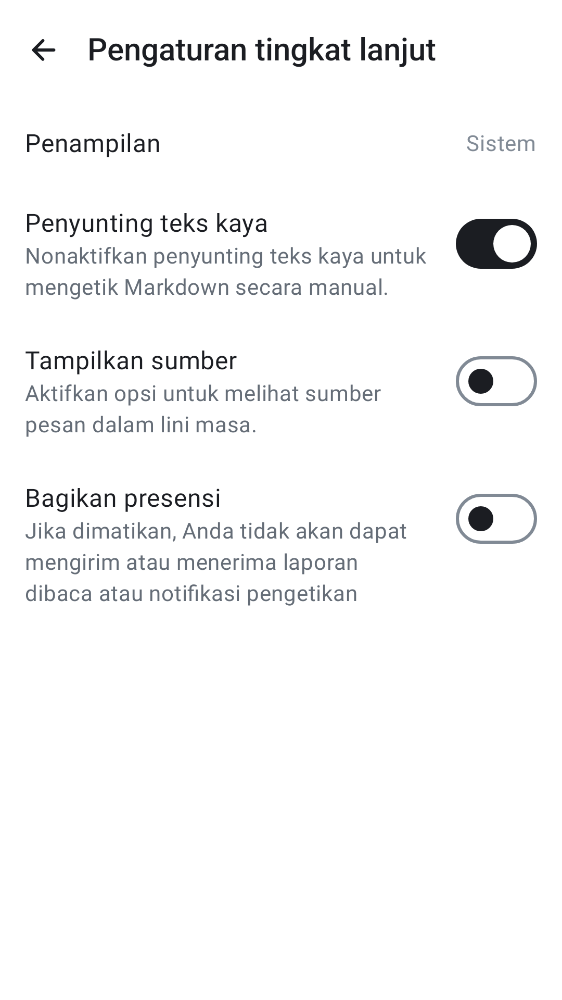 Pengaturan tingkat lanjut
Penampilan
Sistem
Penyunting teks kaya
Nonaktifkan penyunting teks kaya untuk
mengetik Markdown secara manual.
Tampilkan sumber
Aktifkan opsi untuk melihat sumber
pesan dalam lini masa.
Bagikan presensi
Jika dimatikan, Anda tidak akan dapat
mengirim atau menerima laporan
dibaca atau notifikasi pengetikan